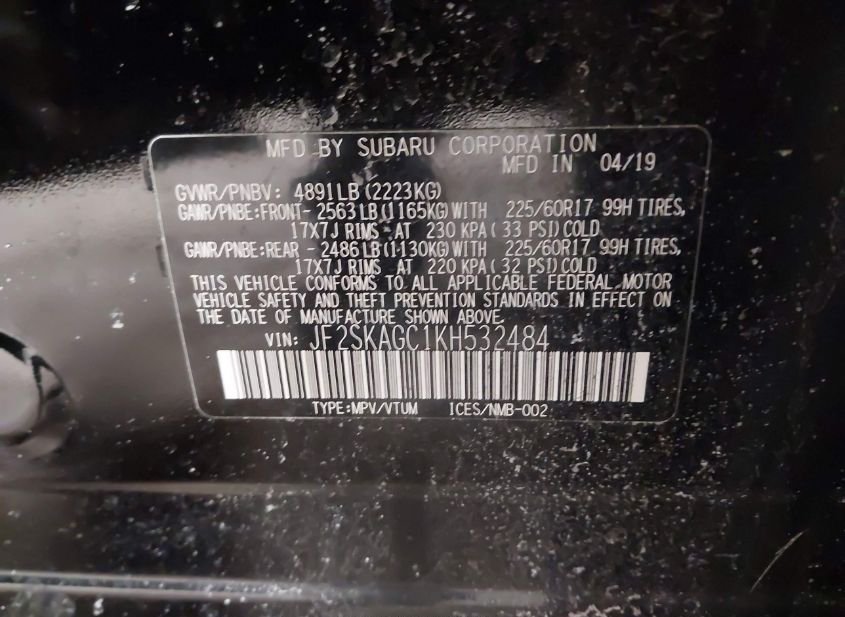 MFD BY SUBARU CORPORATION
MFD IN 04/19
GVWR/PNBV: 4891LB (2223KG)
GAWR/PNBE:FRONT- 2563 LB (1165KG) WITH 225/60R17 99H TIRES,
17X7J RIMS AT 230 KPA ( 33 PSI) COLD
GAWR/PNBE:REAR - 2486 LB (1130KG) WITH 225/60R17 99H TIRES,
17X7J RIMS AT 220 KPA ( 32 PSI) COLD
THIS VEHICLE CONFORMS TO ALL APPLICABLE FEDERAL MOTOR
VEHICLE SAFETY AND THEFT PREVENTION STANDARDS IN EFFECT ON
THE DATE OF MANUFACTURE SHOWN ABOVE.
VIN: JF2SKAGC1KH532484
TYPE:MPV/VTUM ICES/NMB-002